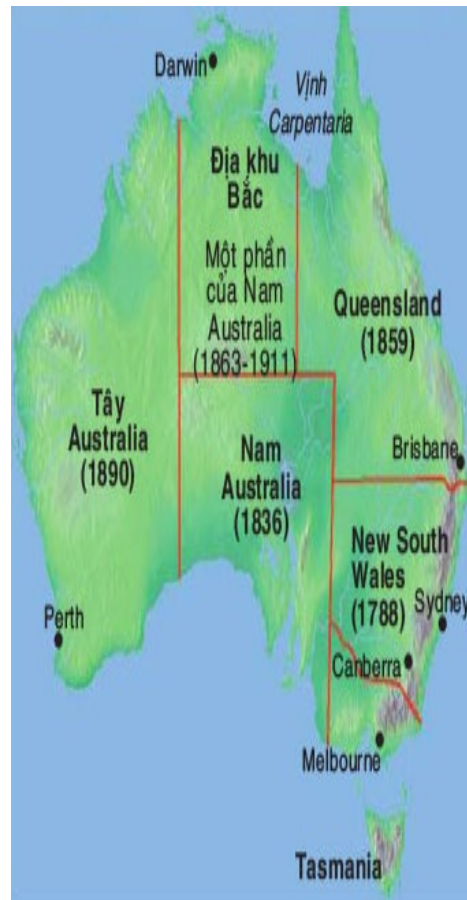 Darwin
Vịnh
Carpentaria
Địa khu
Bắc
Một phần
của Nam
Australia
(1863-1911)
Queensland
(1859)
Tây
Australia
(1890)
Nam
Australia
(1836)
Brisbane
New South
Wales
(1788)
Sydney
Perth
Canberra
Melbourne
Tasmania